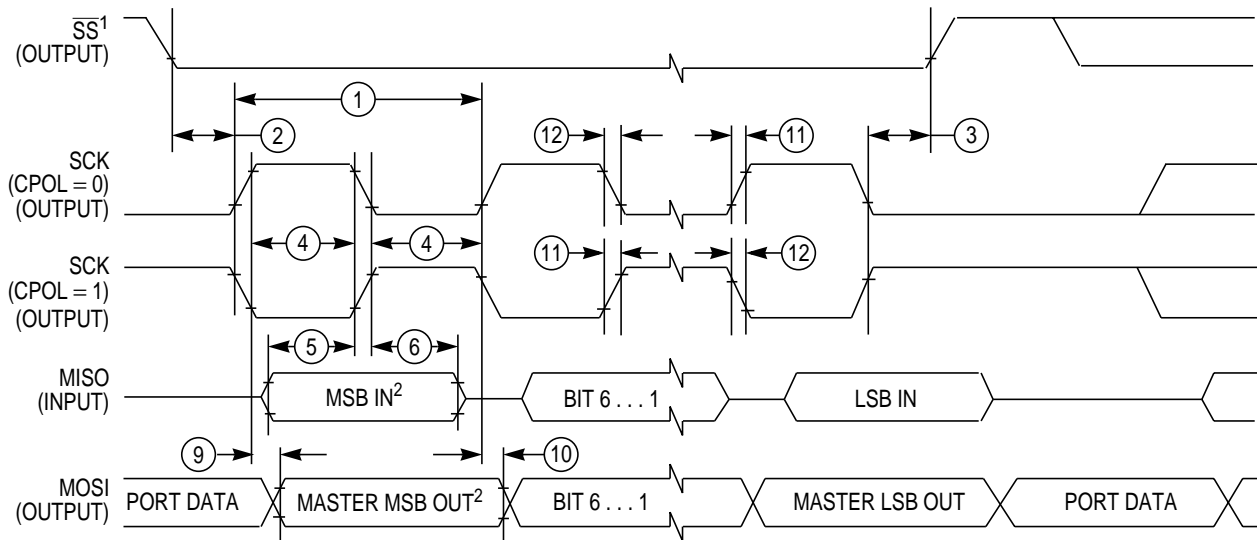 SS¹
(OUTPUT)
1
2
12
11
3
SCK
(CPOL = 0)
(OUTPUT)
4
4
11
12
SCK
(CPOL = 1)
(OUTPUT)
5
6
MISO
(INPUT)
MSB IN²
BIT 6 . . . 1
LSB IN
9
10
MOSI
(OUTPUT)
PORT DATA
MASTER MSB OUT²
BIT 6 . . . 1
MASTER LSB OUT
PORT DATA